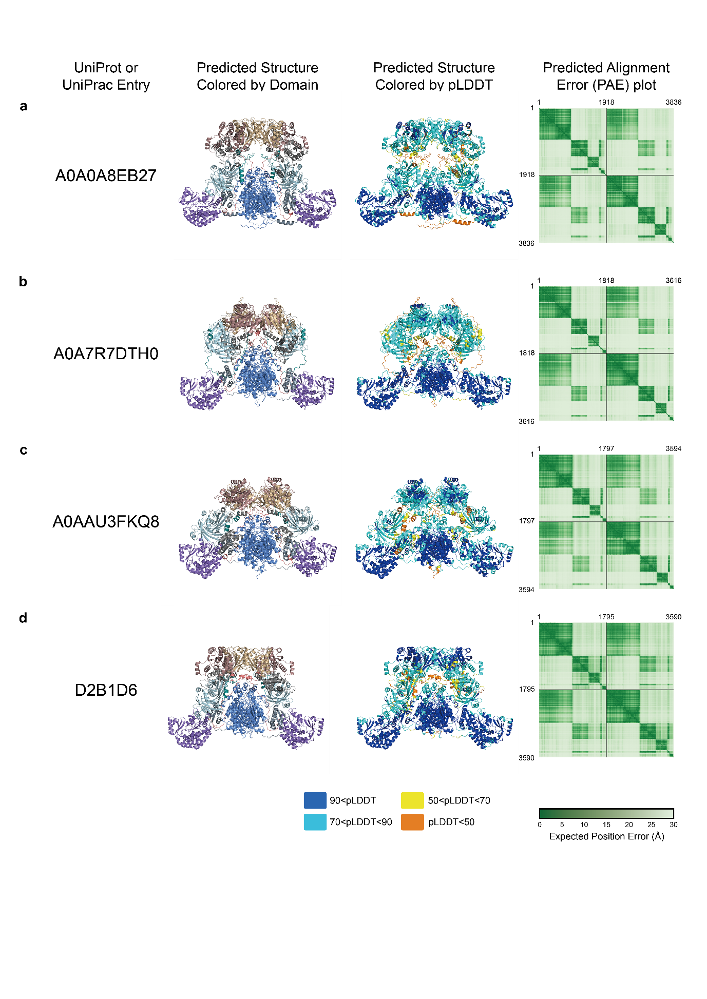 UniProt or
UniPrac Entry
Predicted Structure
Colored by Domain
Predicted Structure
Colored by pLDDT
Predicted Alignment
Error (PAE) plot
a
A0A0A8EB27
1 1918 3836
1
1918
3836
b
A0A7R7DTH0
1 1818 3616
1
1818
3616
c
A0AAU3FKQ8
1 1797 3594
1
1797
3594
d
D2B1D6
1 1795 3590
1
1795
3590
90<pLDDT
50<pLDDT<70
70<pLDDT<90
pLDDT<50
0 5 10 15 20 25 30
Expected Position Error (Å)